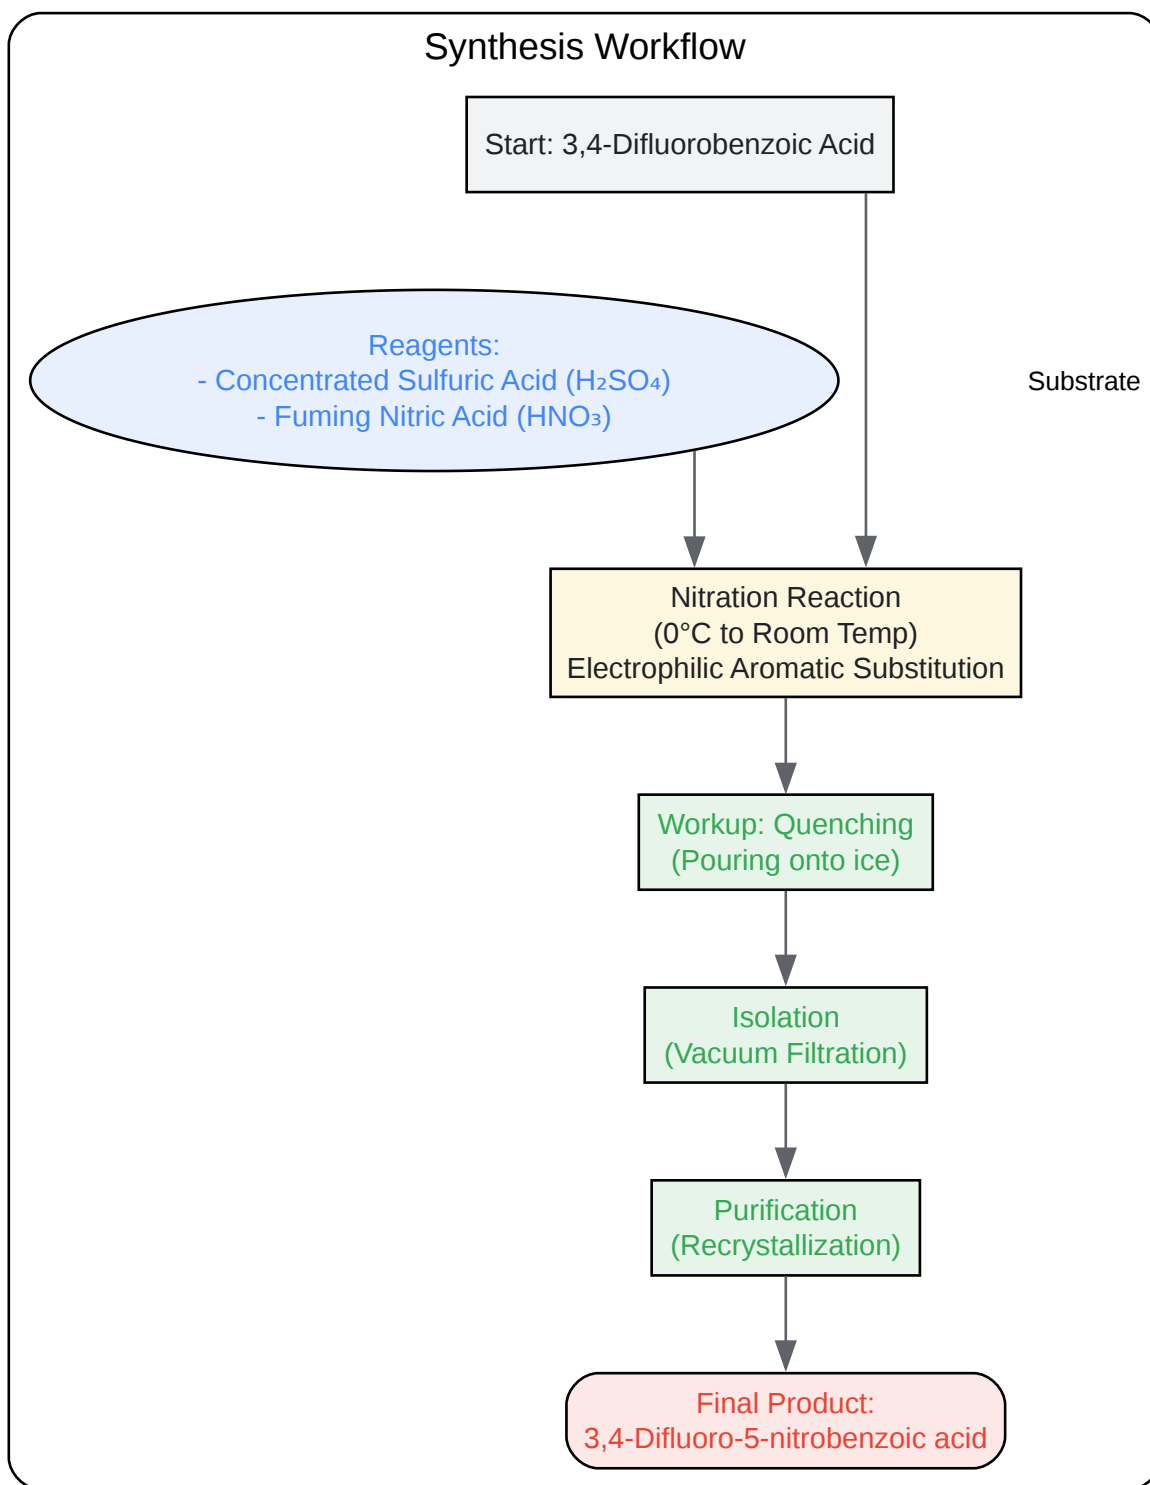 Synthesis Workflow
Start: 3,4-Difluorobenzoic Acid
Reagents:
- Concentrated Sulfuric Acid (H₂SO₄)
- Fuming Nitric Acid (HNO₃)
Substrate
Nitration Reaction
(0°C to Room Temp)
Electrophilic Aromatic Substitution
Workup: Quenching
(Pouring onto ice)
Isolation
(Vacuum Filtration)
Purification
(Recrystallization)
Final Product:
3,4-Difluoro-5-nitrobenzoic acid